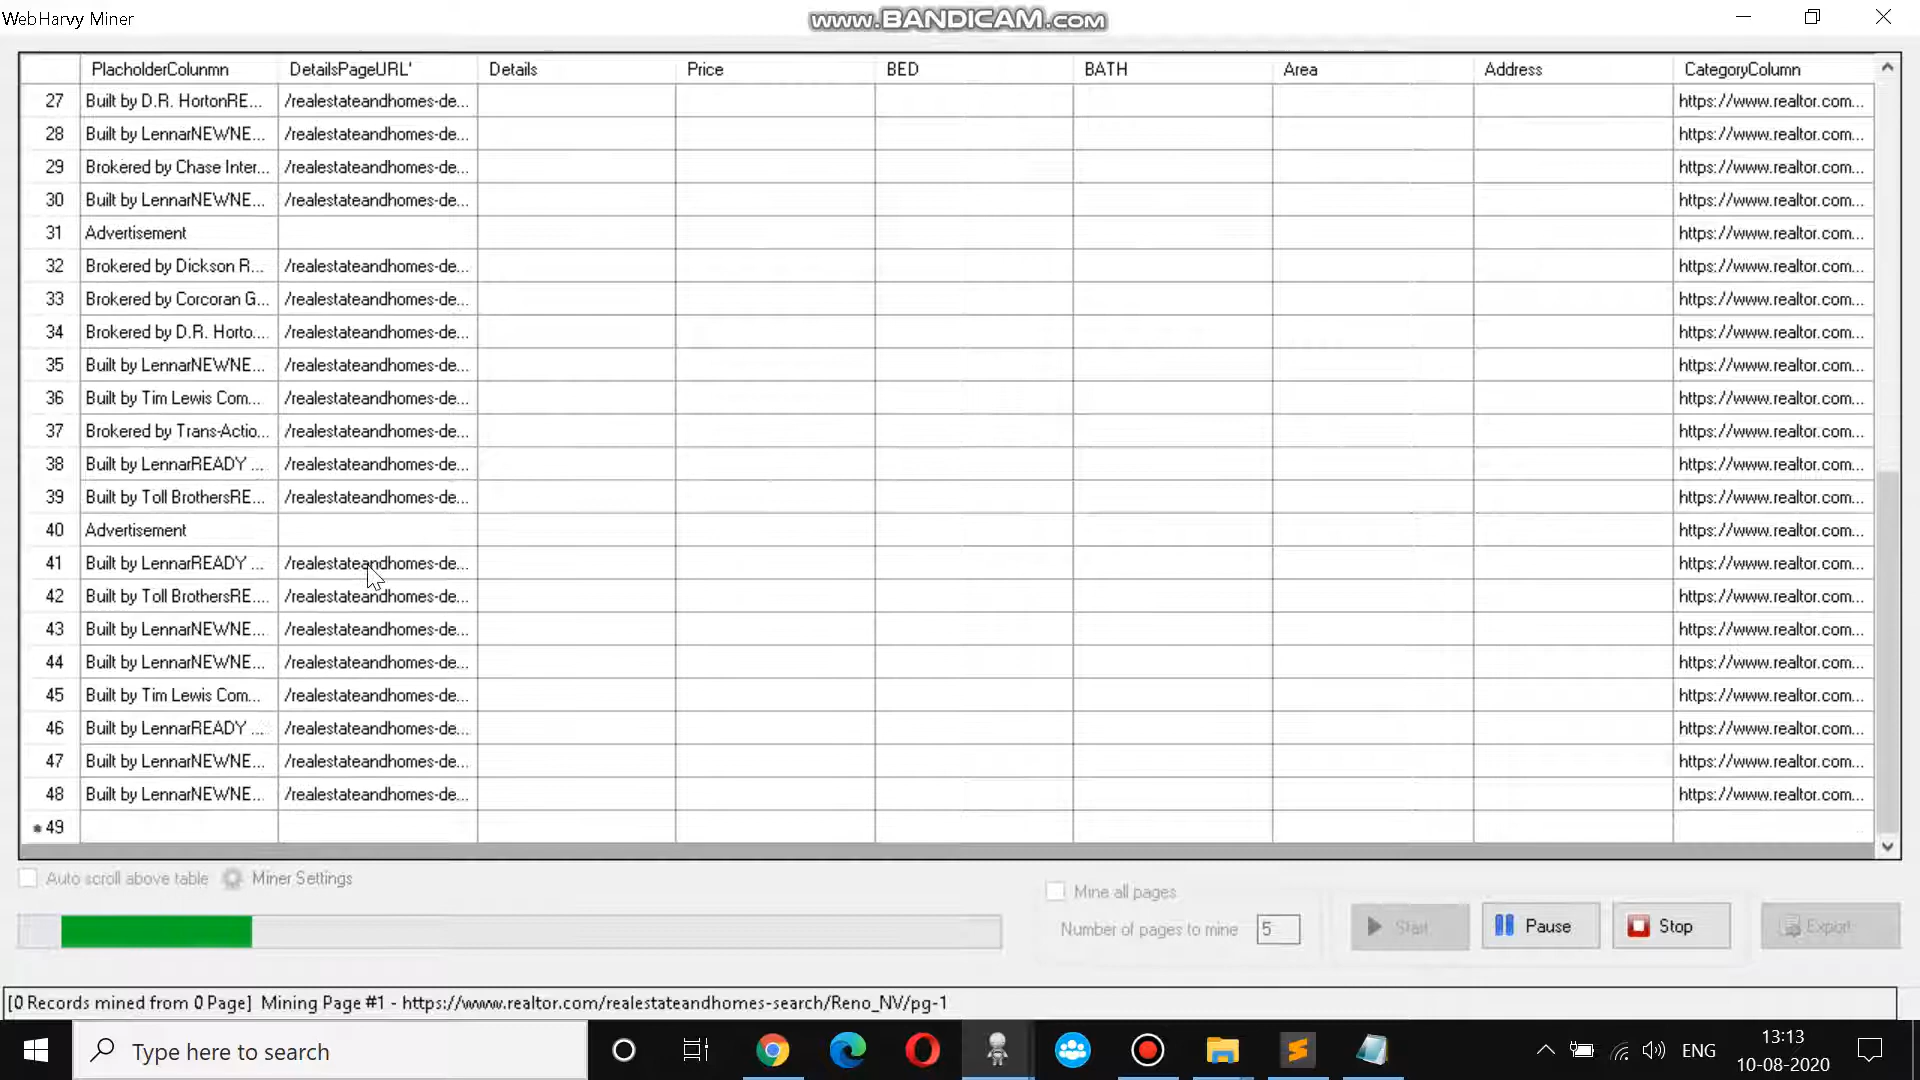 WebHarvy Miner
www.BANDICAM.com
PlacholderColunmn DetailsPageURL' Details Price BED BATH Area Address CategoryColumn
27 Built by D.R. HortonRE... /realestateandhomes-de... https://www.realtor.com...
28 Built by LennarNEWNE... /realestateandhomes-de... https://www.realtor.com...
29 Brokered by Chase Inter... /realestateandhomes-de... https://www.realtor.com...
30 Built by LennarNEWNE... /realestateandhomes-de... https://www.realtor.com...
31 Advertisement https://www.realtor.com...
32 Brokered by Dickson R... /realestateandhomes-de... https://www.realtor.com...
33 Brokered by Corcoran G... /realestateandhomes-de... https://www.realtor.com...
34 Brokered by D.R. Horto.... /realestateandhomes-de... https://www.realtor.com...
35 Built by LennarNEWNE... /realestateandhomes-de... https://www.realtor.com...
36 Built by Tim Lewis Com... /realestateandhomes-de... https://www.realtor.com...
37 Brokered by Trans-Actio... /realestateandhomes-de... https://www.realtor.com...
38 Built by LennarREADY ... /realestateandhomes-de... https://www.realtor.com...
39 Built by Toll BrothersRE... /realestateandhomes-de... https://www.realtor.com...
40 Advertisement https://www.realtor.com...
41 Built by LennarREADY ... /realestateandhomes-de... https://www.realtor.com...
42 Built by Toll BrothersRE.... /realestateandhomes-de... https://www.realtor.com...
43 Built by LennarNEWNE.... /realestateandhomes-de... https://www.realtor.com...
44 Built by LennarNEWNE... /realestateandhomes-de... https://www.realtor.com...
45 Built by Tim Lewis Com... /realestateandhomes-de... https://www.realtor.com...
46 Built by LennarREADY .... /realestateandhomes-de... https://www.realtor.com...
47 Built by LennarNEWNE... /realestateandhomes-de... https://www.realtor.com...
48 Built by LennarNEWNE... /realestateandhomes-de... https://www.realtor.com...
49
Auto scroll above table Miner Settings
Mine all pages
Number of pages to mine 5 Start Pause Stop Export
[0 Records mined from 0 Page] Mining Page #1 - https://www.realtor.com/realestateandhomes-search/Reno_NV/pg-1
Type here to search
ENG
13:13
10-08-2020